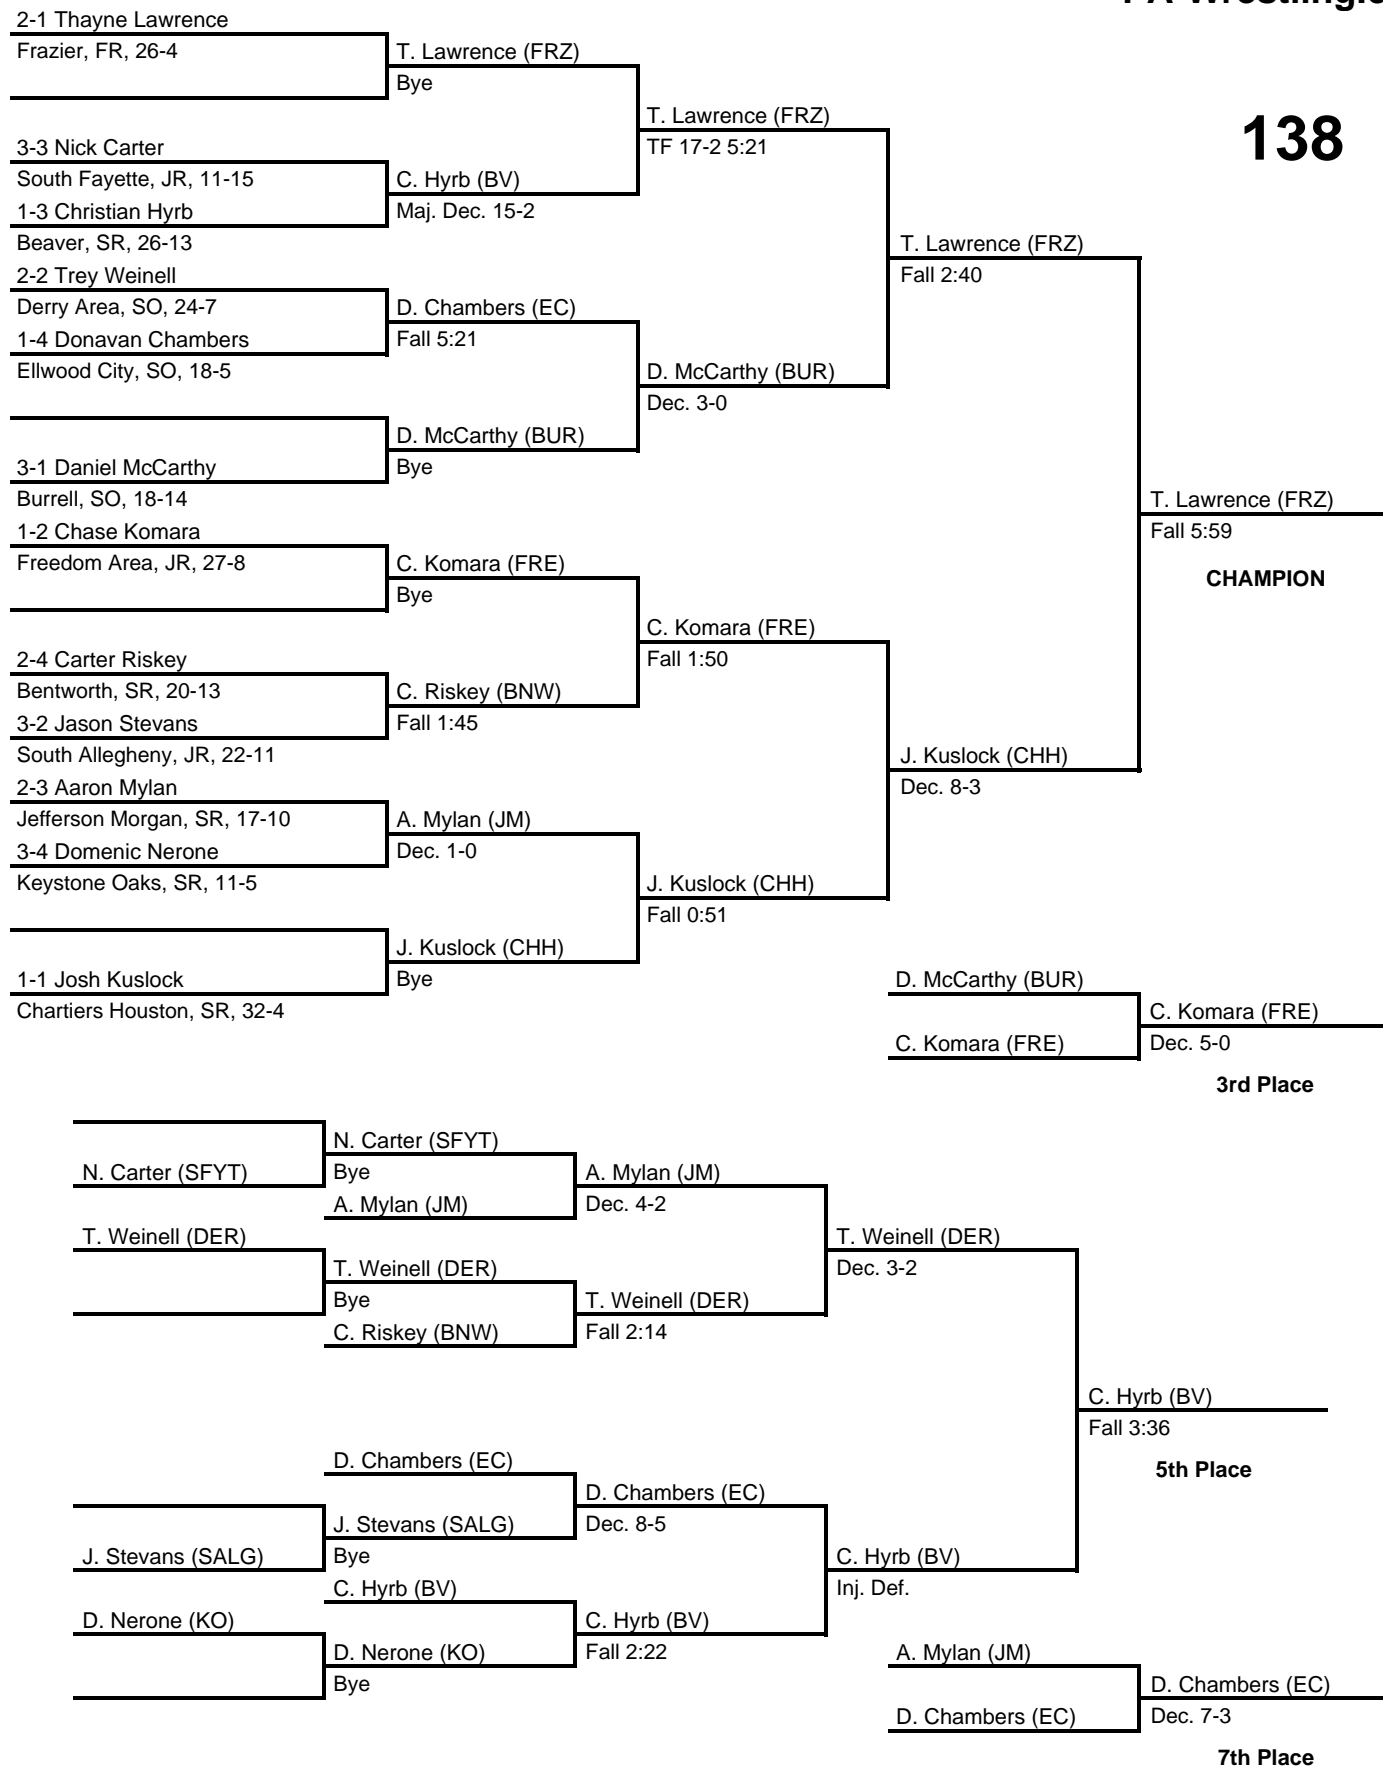 2-1 Thayne Lawrence
Frazier, FR, 26-4
T. Lawrence (FRZ)
Bye
T. Lawrence (FRZ)
TF 17-2 5:21
138
3-3 Nick Carter
South Fayette, JR, 11-15
C. Hyrb (BV)
1-3 Christian Hyrb
Maj. Dec. 15-2
Beaver, SR, 26-13
T. Lawrence (FRZ)
Fall 2:40
2-2 Trey Weinell
Derry Area, SO, 24-7
D. Chambers (EC)
1-4 Donavan Chambers
Fall 5:21
Ellwood City, SO, 18-5
D. McCarthy (BUR)
Dec. 3-0
D. McCarthy (BUR)
3-1 Daniel McCarthy
Bye
Burrell, SO, 18-14
T. Lawrence (FRZ)
Fall 5:59
CHAMPION
1-2 Chase Komara
Freedom Area, JR, 27-8
C. Komara (FRE)
Bye
C. Komara (FRE)
Fall 1:50
2-4 Carter Riskey
Bentworth, SR, 20-13
C. Riskey (BNW)
3-2 Jason Stevans
Fall 1:45
South Allegheny, JR, 22-11
J. Kuslock (CHH)
Dec. 8-3
2-3 Aaron Mylan
Jefferson Morgan, SR, 17-10
A. Mylan (JM)
3-4 Domenic Nerone
Dec. 1-0
Keystone Oaks, SR, 11-5
J. Kuslock (CHH)
Fall 0:51
J. Kuslock (CHH)
1-1 Josh Kuslock
Bye
Chartiers Houston, SR, 32-4
D. McCarthy (BUR)
C. Komara (FRE)
C. Komara (FRE)
Dec. 5-0
3rd Place
N. Carter (SFYT)
N. Carter (SFYT)
Bye
A. Mylan (JM)
A. Mylan (JM)
Dec. 4-2
T. Weinell (DER)
T. Weinell (DER)
Dec. 3-2
T. Weinell (DER)
Bye
T. Weinell (DER)
C. Riskey (BNW)
Fall 2:14
C. Hyrb (BV)
Fall 3:36
5th Place
D. Chambers (EC)
D. Chambers (EC)
J. Stevans (SALG)
Dec. 8-5
J. Stevans (SALG)
Bye
C. Hyrb (BV)
Inj. Def.
C. Hyrb (BV)
D. Nerone (KO)
C. Hyrb (BV)
D. Nerone (KO)
Fall 2:22
Bye
A. Mylan (JM)
D. Chambers (EC)
D. Chambers (EC)
Dec. 7-3
7th Place